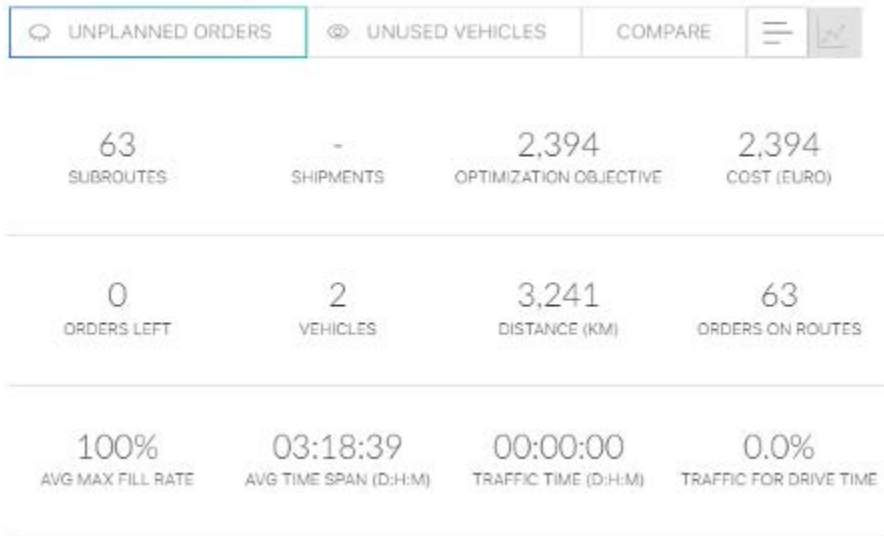 UNPLANNED ORDERS UNUSED VEHICLES COMPARE
63 - 2,394 2,394
SUBROUTES SHIPMENTS OPTIMIZATION OBJECTIVE COST (EURO)
0 2 3,241 63
ORDERS LEFT VEHICLES DISTANCE (KM) ORDERS ON ROUTES
100% 03:18:39 00:00:00 0.0%
AVG MAX FILL RATE AVG TIME SPAN (D:H:M) TRAFFIC TIME (D:H:M) TRAFFIC FOR DRIVE TIME